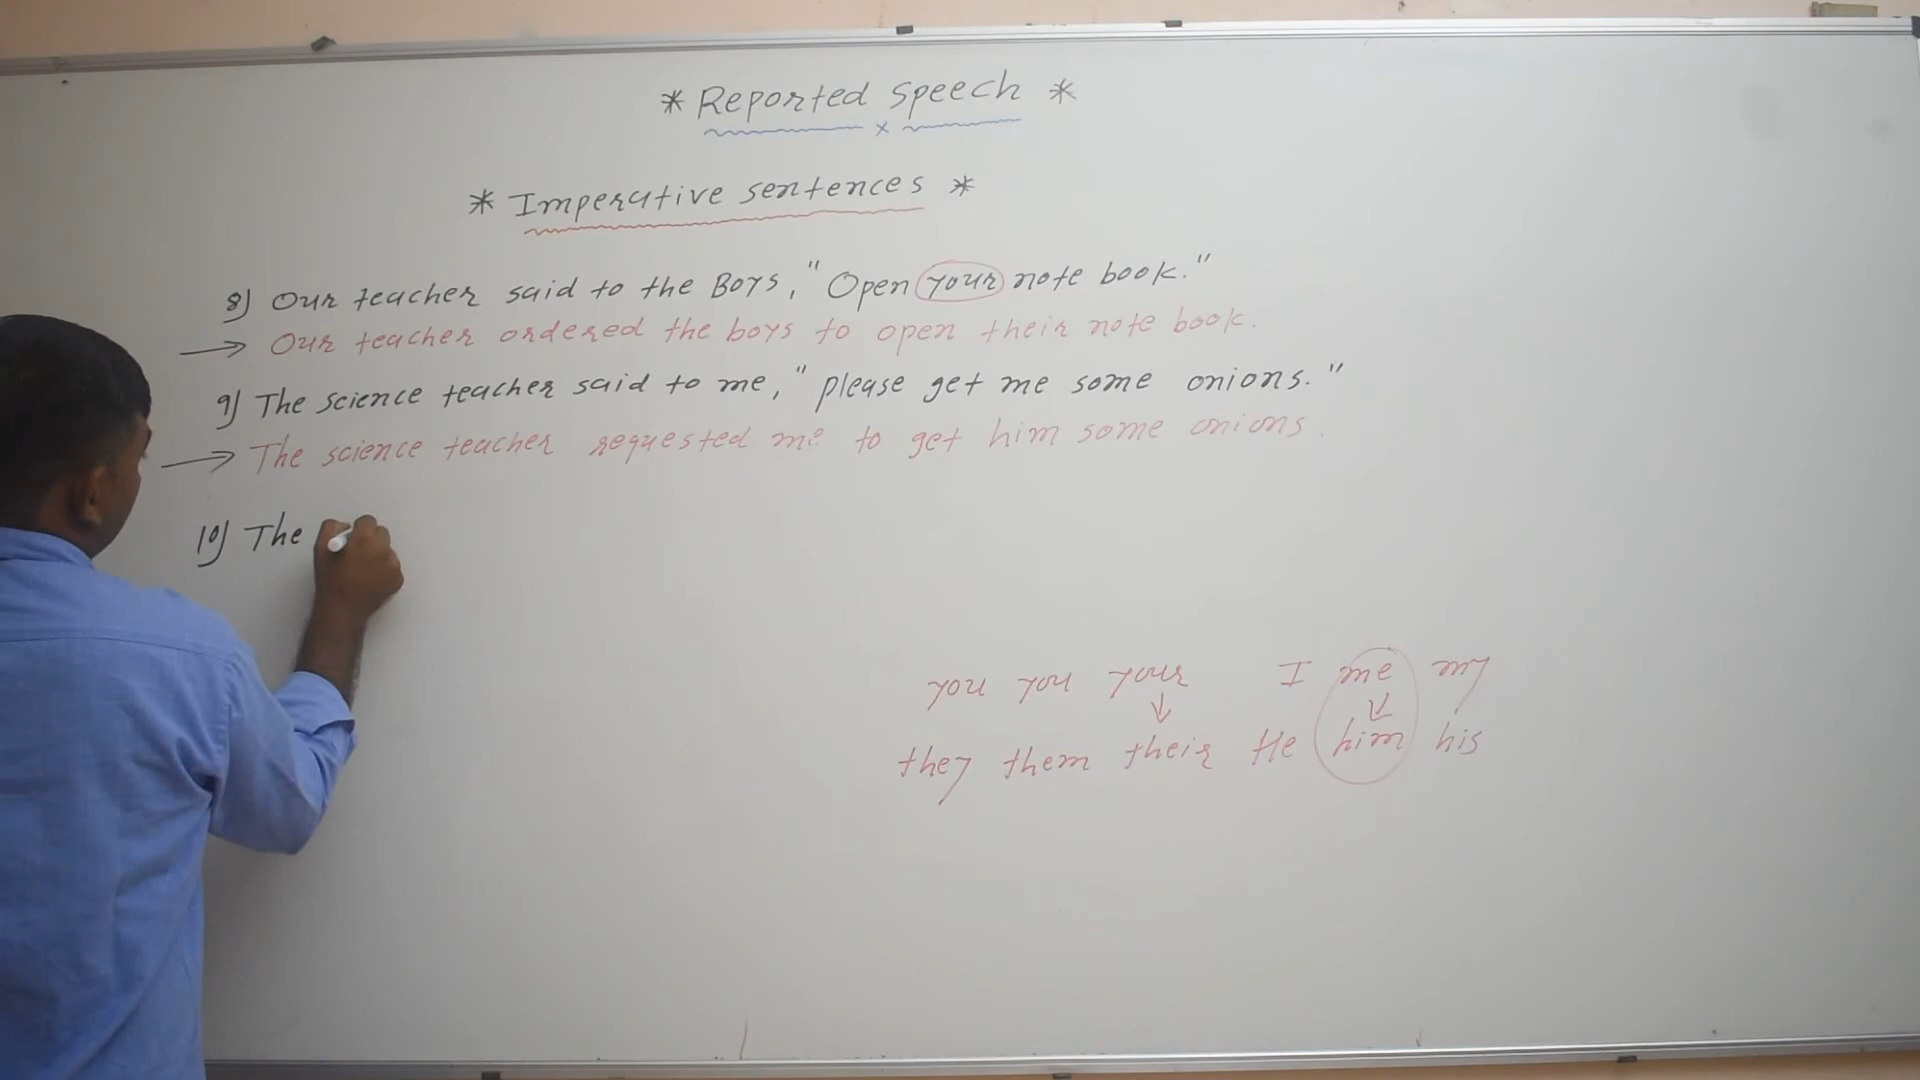 * Reported speech *
x
* Imperative sentences *
8) Our teacher said to the Boys, "Open your note book."
→ Our teacher ordered the boys to open their note book.
9) The science teacher said to me, "please get me some onions."
→ The science teacher requested me to get him some onions.
10) The
you you your I me my
↓ ↓
they them their He him his